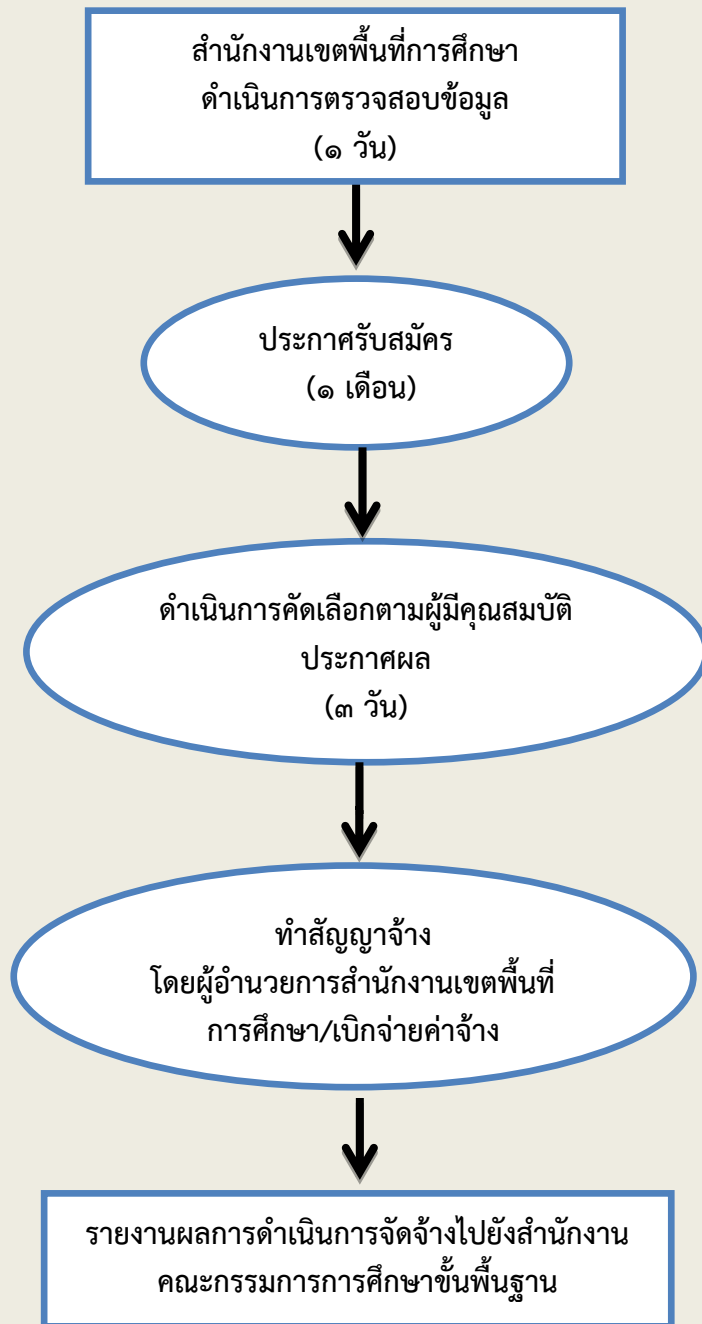 สำนักงานเขตพื้นที่การศึกษา
ดำเนินการตรวจสอบข้อมูล
(๑ วัน)
ประกาศรับสมัคร
(๑ เดือน)
ดำเนินการคัดเลือกตามผู้มีคุณสมบัติ
ประกาศผล
(๓ วัน)
ทำสัญญาจ้าง
โดยผู้อำนวยการสำนักงานเขตพื้นที่
การศึกษา/เบิกจ่ายค่าจ้าง
รายงานผลการดำเนินการจัดจ้างไปยังสำนักงาน
คณะกรรมการการศึกษาขั้นพื้นฐาน